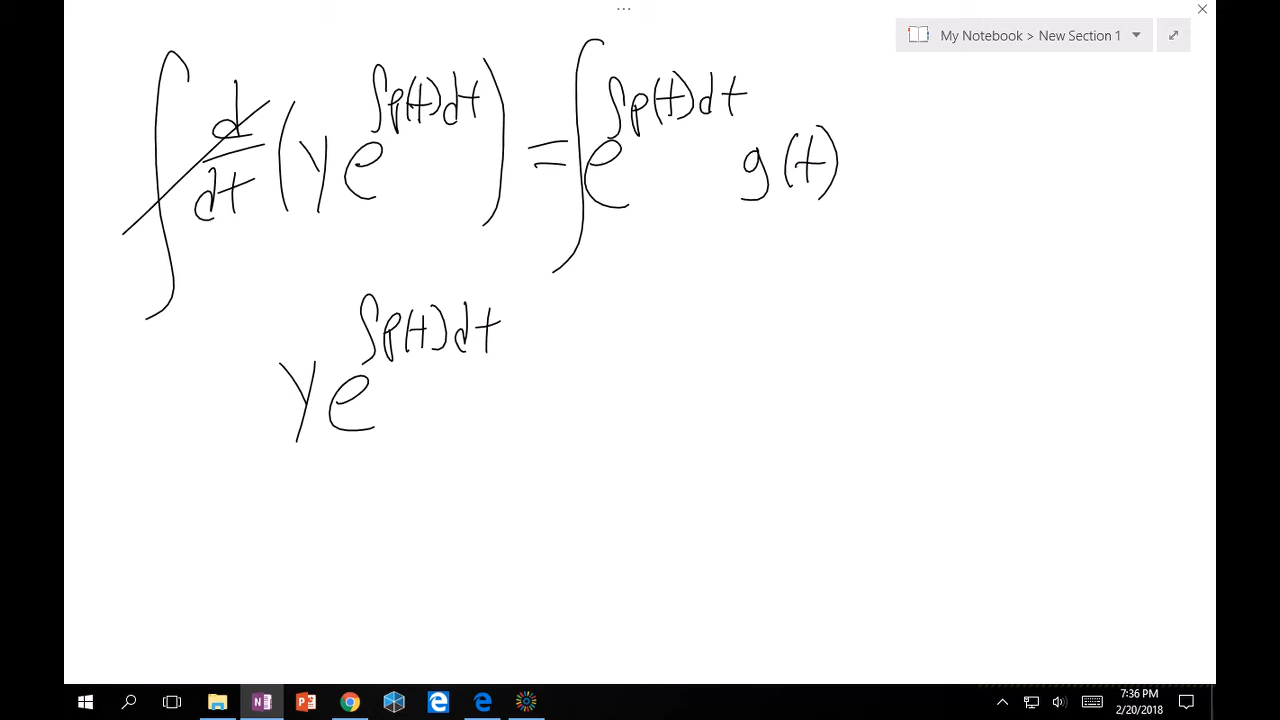 ...
My Notebook > New Section 1
∫ d/dt (y e^{∫p(t)dt}) = ∫ e^{∫p(t)dt} g(t)
y e^{∫p(t)dt}
7:36 PM
2/20/2018